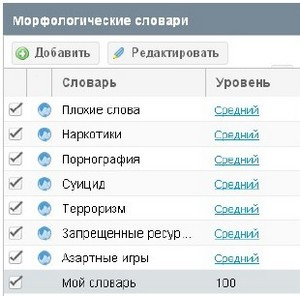 Морфологические словари
Добавить Редактировать
Словарь Уровень
Плохие слова Средний
Наркотики Средний
Порнография Средний
Суицид Средний
Терроризм Средний
Запрещенные ресур... Средний
Азартные игры Средний
Мой словарь 100